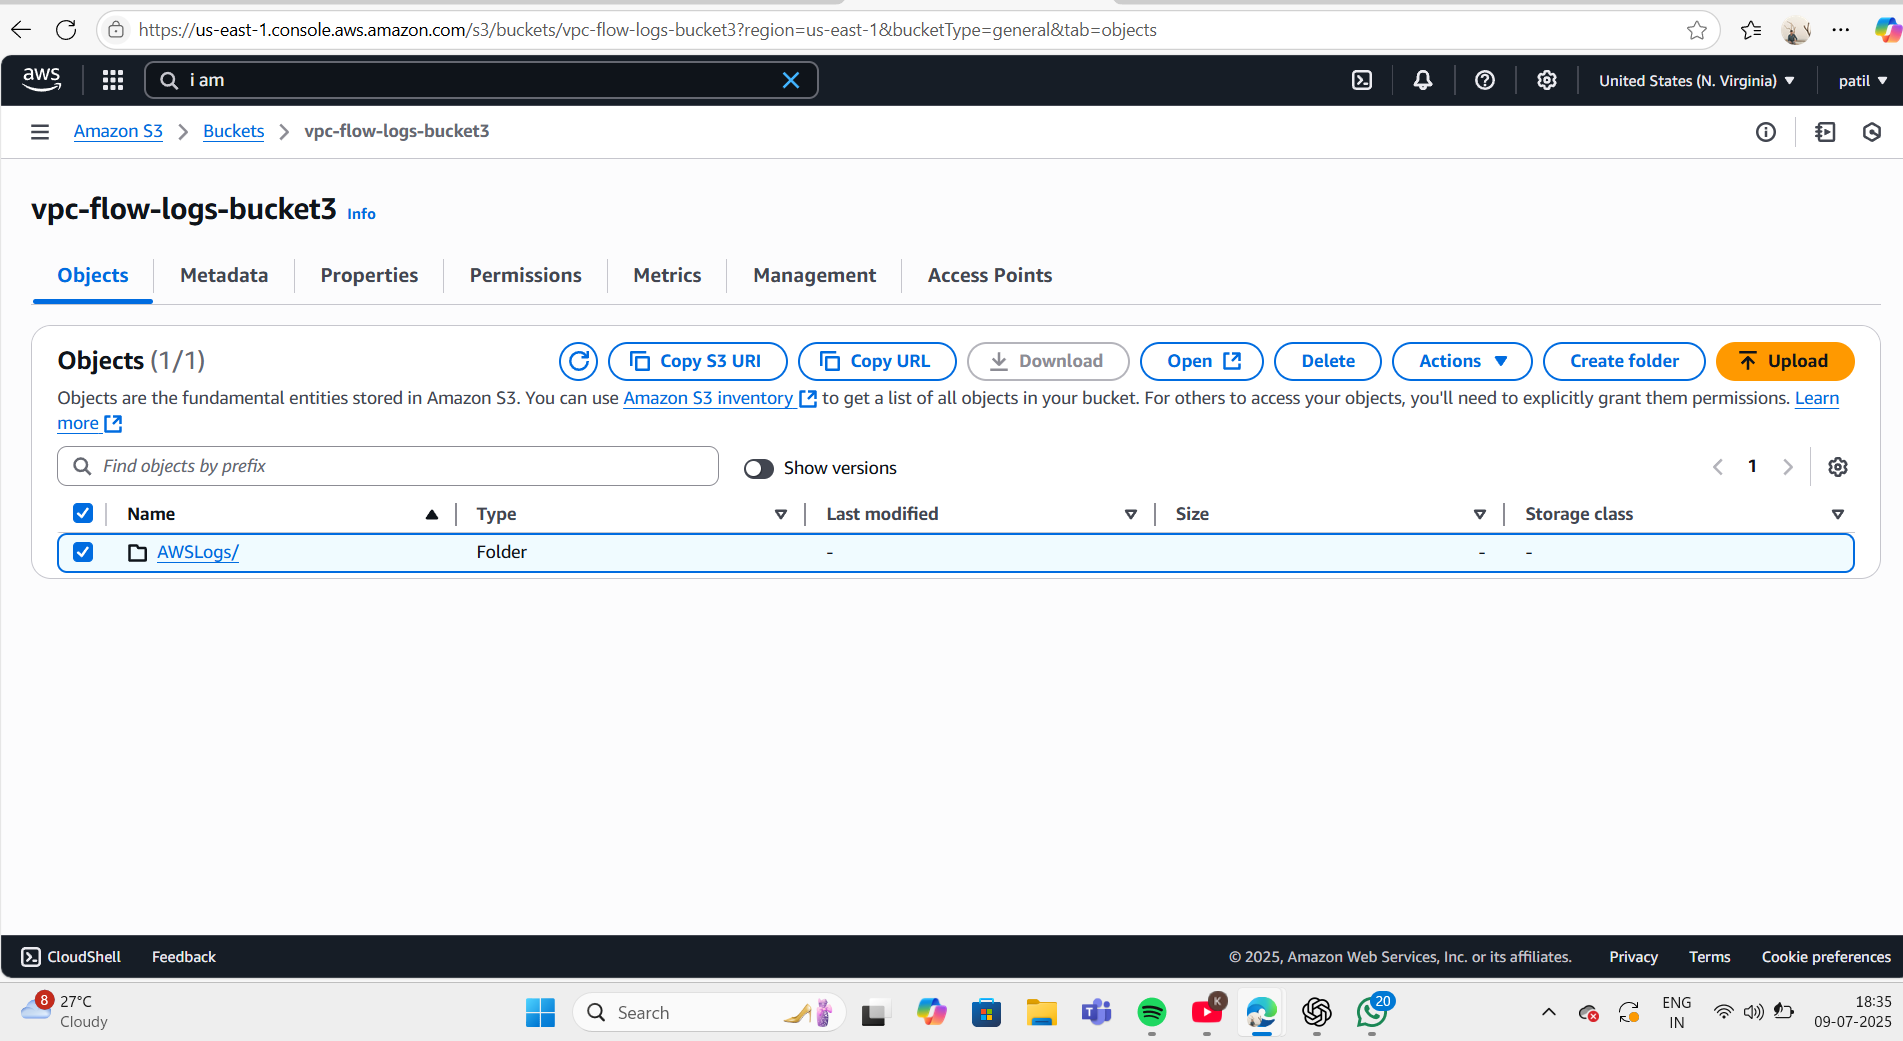 https://us-east-1.console.aws.amazon.com/s3/buckets/vpc-flow-logs-bucket3?region=us-east-1&bucketType=general&tab=objects
aws
i am
United States (N. Virginia)
patil
Amazon S3
Buckets
vpc-flow-logs-bucket3
vpc-flow-logs-bucket3 Info
Objects
Metadata
Properties
Permissions
Metrics
Management
Access Points
Objects (1/1)
Copy S3 URI
Copy URL
Download
Open
Delete
Actions
Create folder
Upload
Objects are the fundamental entities stored in Amazon S3. You can use Amazon S3 inventory to get a list of all objects in your bucket. For others to access your objects, you'll need to explicitly grant them permissions. Learn
more
Find objects by prefix
Show versions
1
Name
Type
Last modified
Size
Storage class
AWSLogs/
Folder
-
-
-
CloudShell
Feedback
© 2025, Amazon Web Services, Inc. or its affiliates.
Privacy
Terms
Cookie preferences
8
27°C
Cloudy
Search
K
20
ENG
IN
18:35
09-07-2025